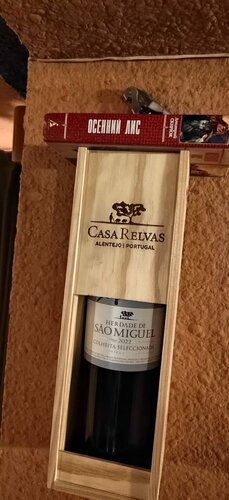 ОСЕННИЙ ЛИС
CASA RELVAS
ALENTEJO | PORTUGAL
HERDADE DE
SÃO MIGUEL
2022
COLHEITA SELECCIONADA